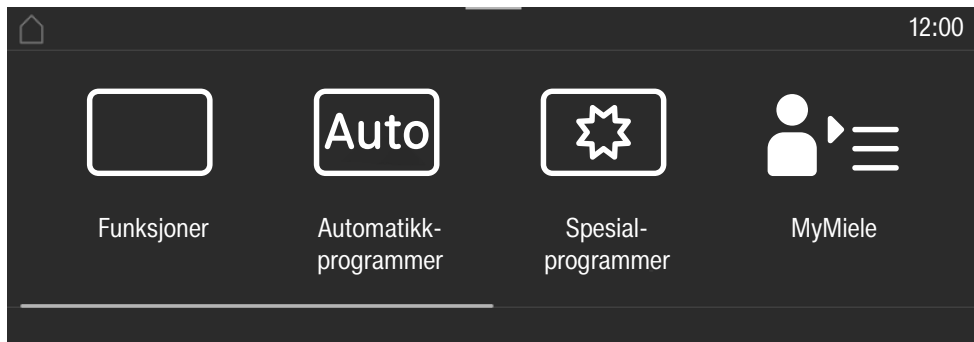 12:00
Auto
Funksjoner
Automatikk-
programmer
Spesial-
programmer
MyMiele